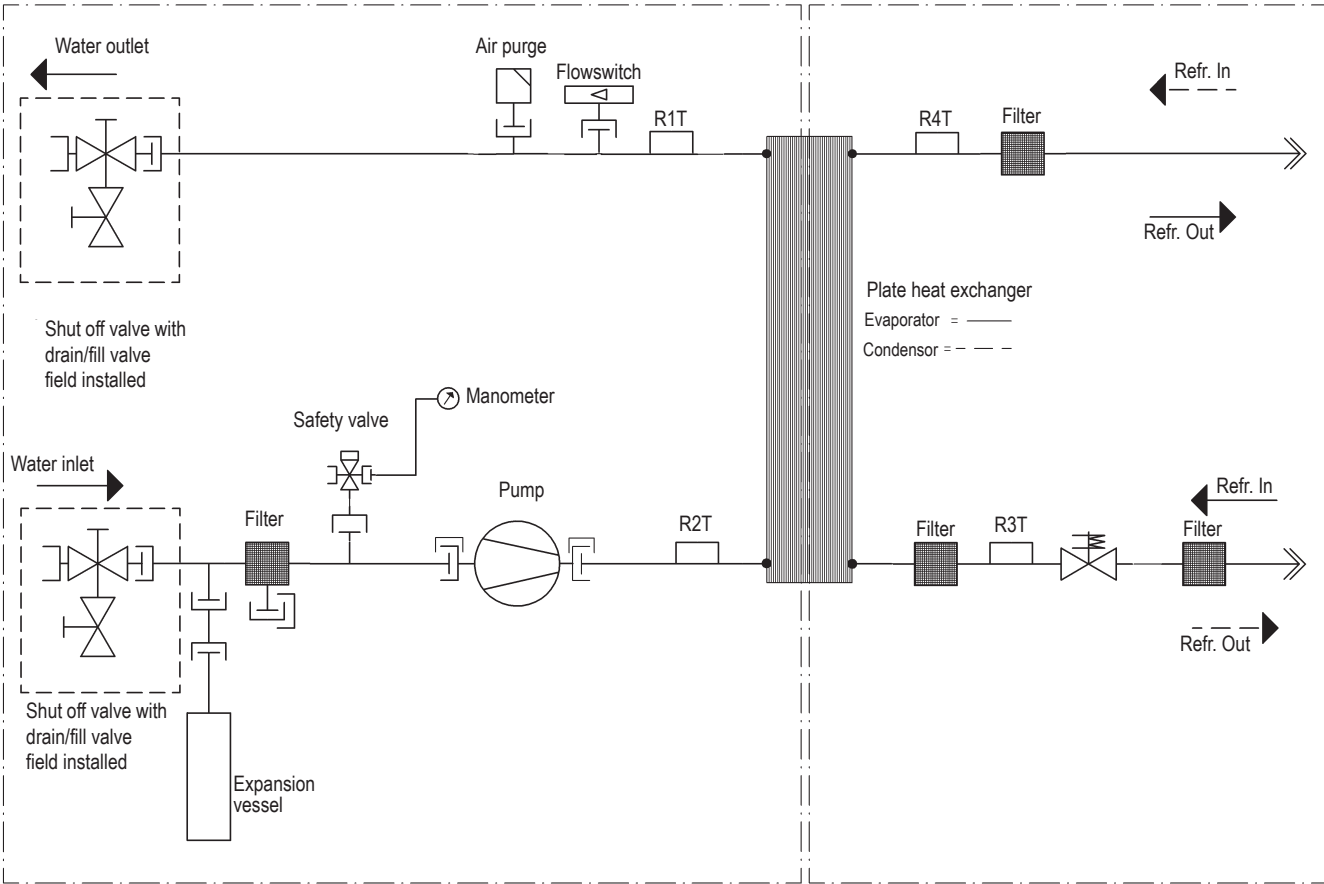 Water outlet
Air purge
Flowswitch
R1T
R4T
Filter
Refr. In
Refr. Out
Shut off valve with
drain/fill valve
field installed
Plate heat exchanger
Evaporator =
Condensor =
Manometer
Safety valve
Water inlet
Filter
Pump
R2T
Filter
R3T
Filter
Refr. In
Refr. Out
Shut off valve with
drain/fill valve
field installed
Expansion
vessel